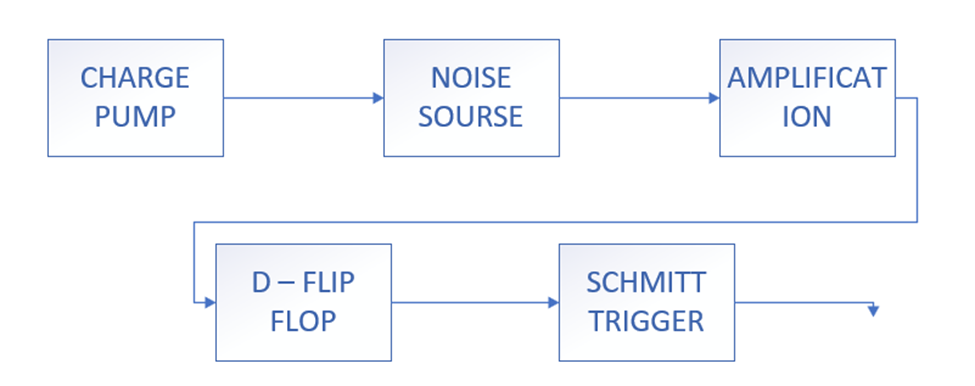 CHARGE
PUMP
NOISE
SOURSE
AMPLIFICAT
ION
D – FLIP
FLOP
SCHMITT
TRIGGER